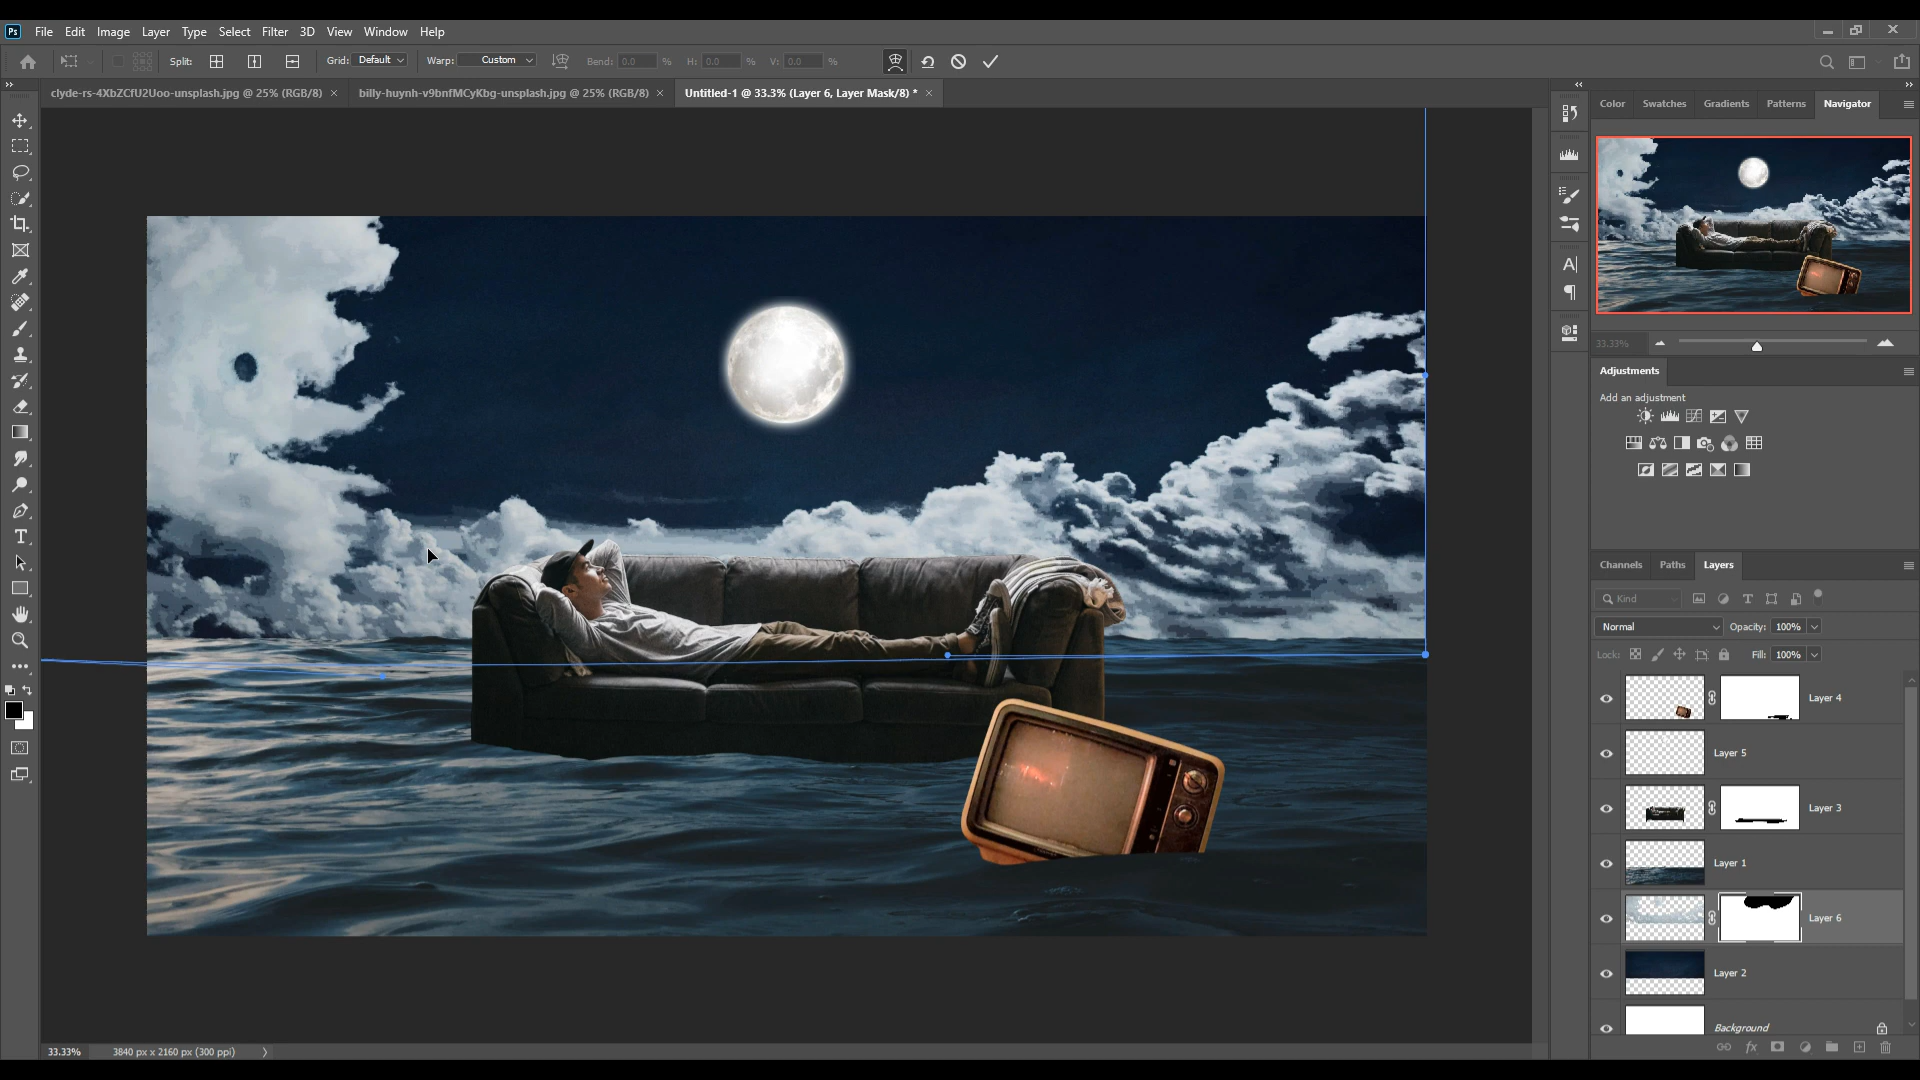 Ps File Edit Image Layer Type Select Filter 3D View Window Help
Split: Grid: Default Warp: Custom Bend: 0.0 % H: 0.0 % V: 0.0 %
clyde-rs-4XbZCfU2Uoo-unsplash.jpg @ 25% (RGB/8) × billy-huynh-v9bnfMCyKbg-unsplash.jpg @ 25% (RGB/8) × Untitled-1 @ 33.3% (Layer 6, Layer Mask/8) * ×
Color Swatches Gradients Patterns Navigator
33.33%
Adjustments
Add an adjustment
Channels Paths Layers
Kind
Normal Opacity: 100%
Lock: Fill: 100%
Layer 4
Layer 5
Layer 3
Layer 1
Layer 6
Layer 2
Background
33.33% 3840 px x 2160 px (300 ppi)